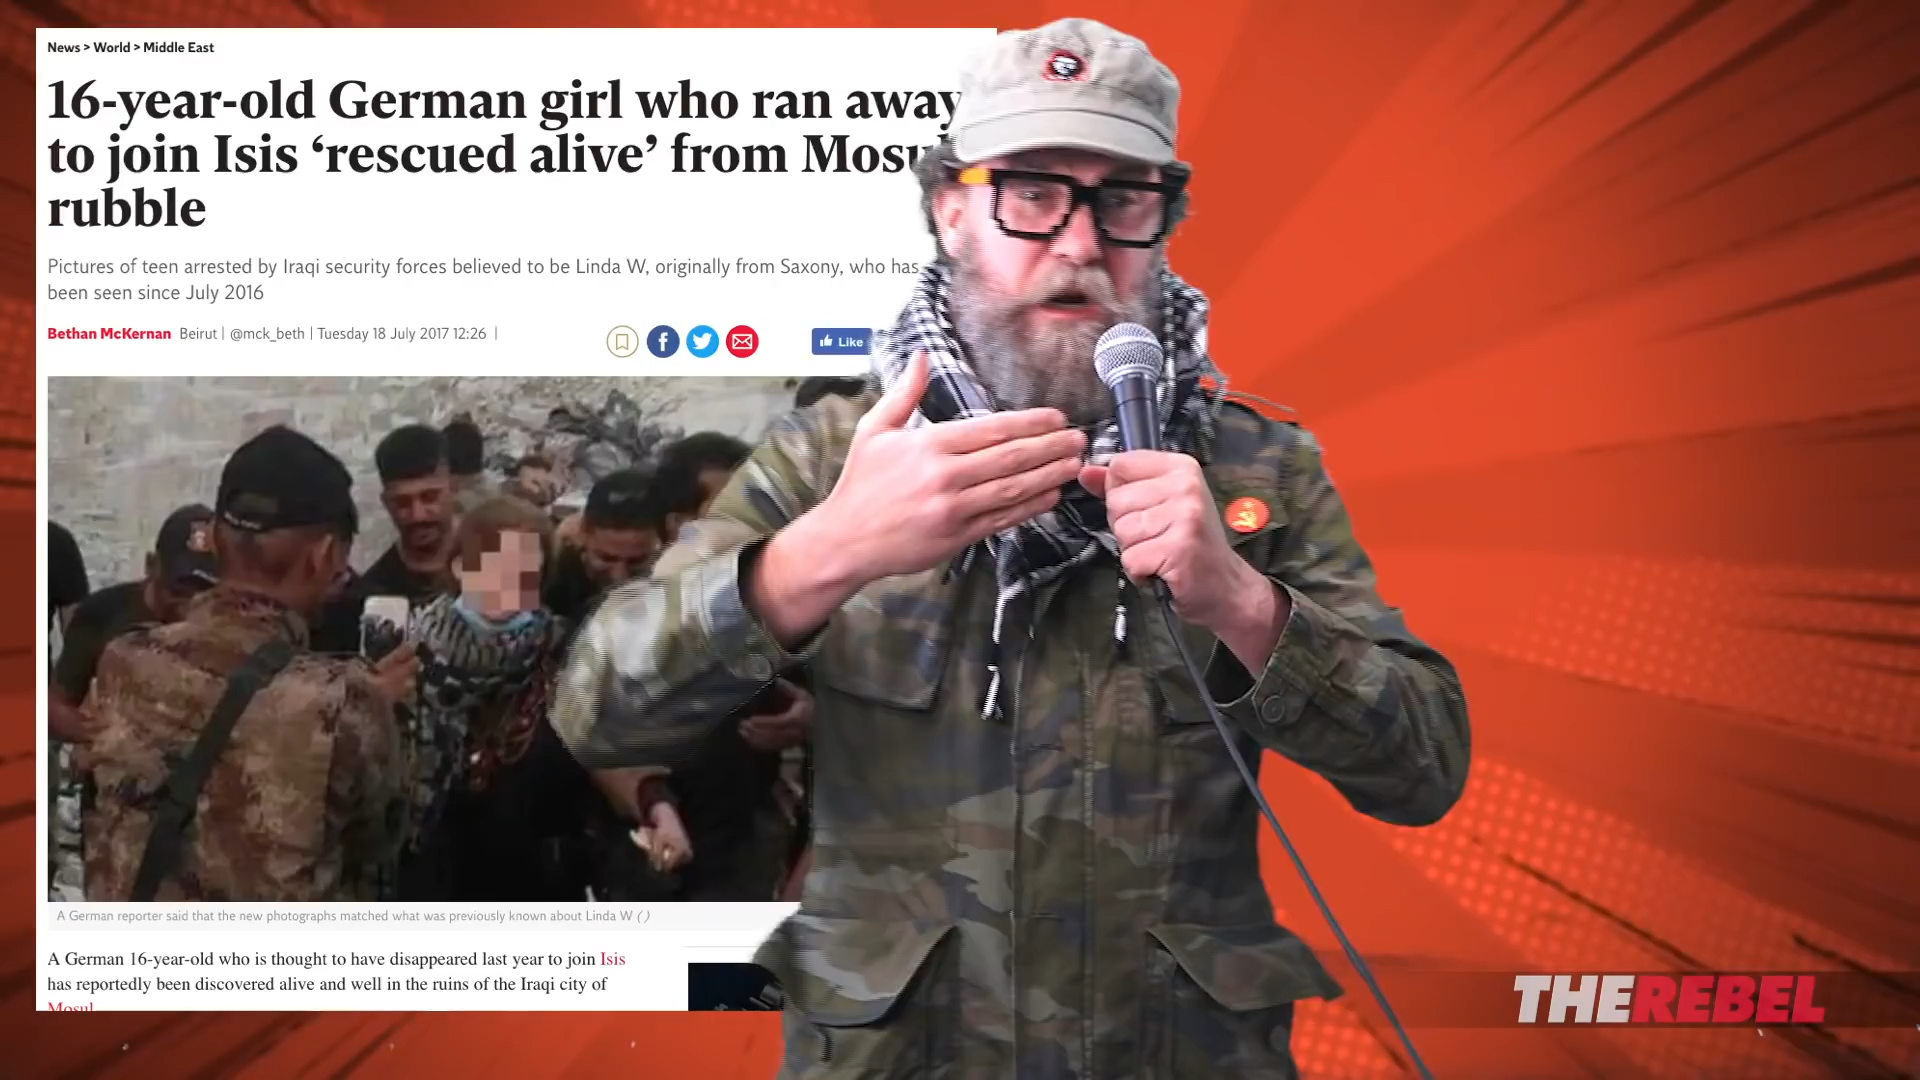 News > World > Middle East
16-year-old German girl who ran away
to join Isis ‘rescued alive’ from
rubble
Pictures of teen arrested by Iraqi security forces believed to be Linda W, originally from Saxony, who has
been seen since July 2016
Bethan McKernan Beirut | @mck_beth | Tuesday 18 July 2017 12:26 |
Like
A German reporter said that the new photographs matched what was previously known about Linda W ( )
A German 16-year-old who is thought to have disappeared last year to join Isis
has reportedly been discovered alive and well in the ruins of the Iraqi city of
Mosul
THEREBEL